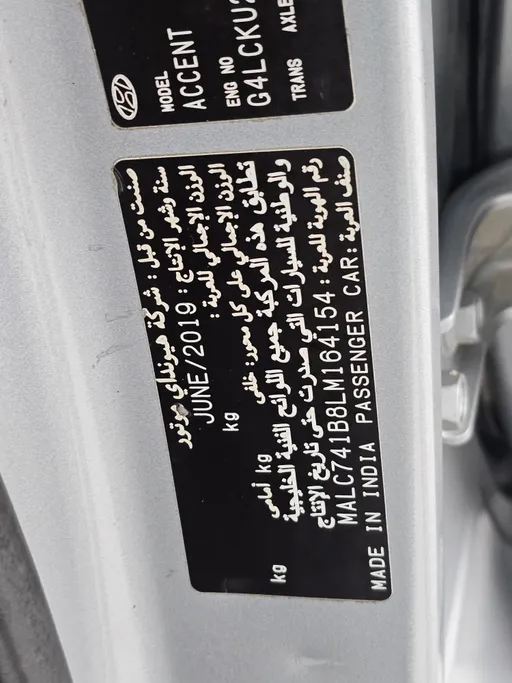 MODEL
ACCENT
ENG NO
G4LCKU
TRANS AXLE
صنعت من قبل : شركة هيونداي موتور
سنة وشهر الانتاج : JUNE/2019
الوزن الإجمالي للعربة : kg
الوزن الإجمالي على كل محور: خلفي kg أمامى kg
تطابق هذه المركبة جميع اللوائح الفنية الخليجية
والوطنية للسيارات التي صدرت حتى تاريخ الإنتاج
رقم الهوية للعربة : MALC741B8LM164154
صنف العربة: PASSENGER CAR
MADE IN INDIA